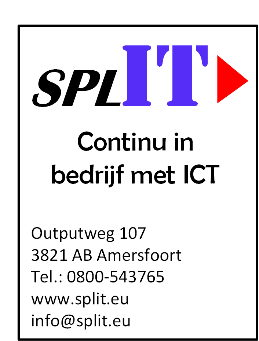 SPLIT
Continu in
bedrijf met ICT
Outputweg 107
3821 AB Amersfoort
Tel.: 0800-543765
www.split.eu
info@split.eu